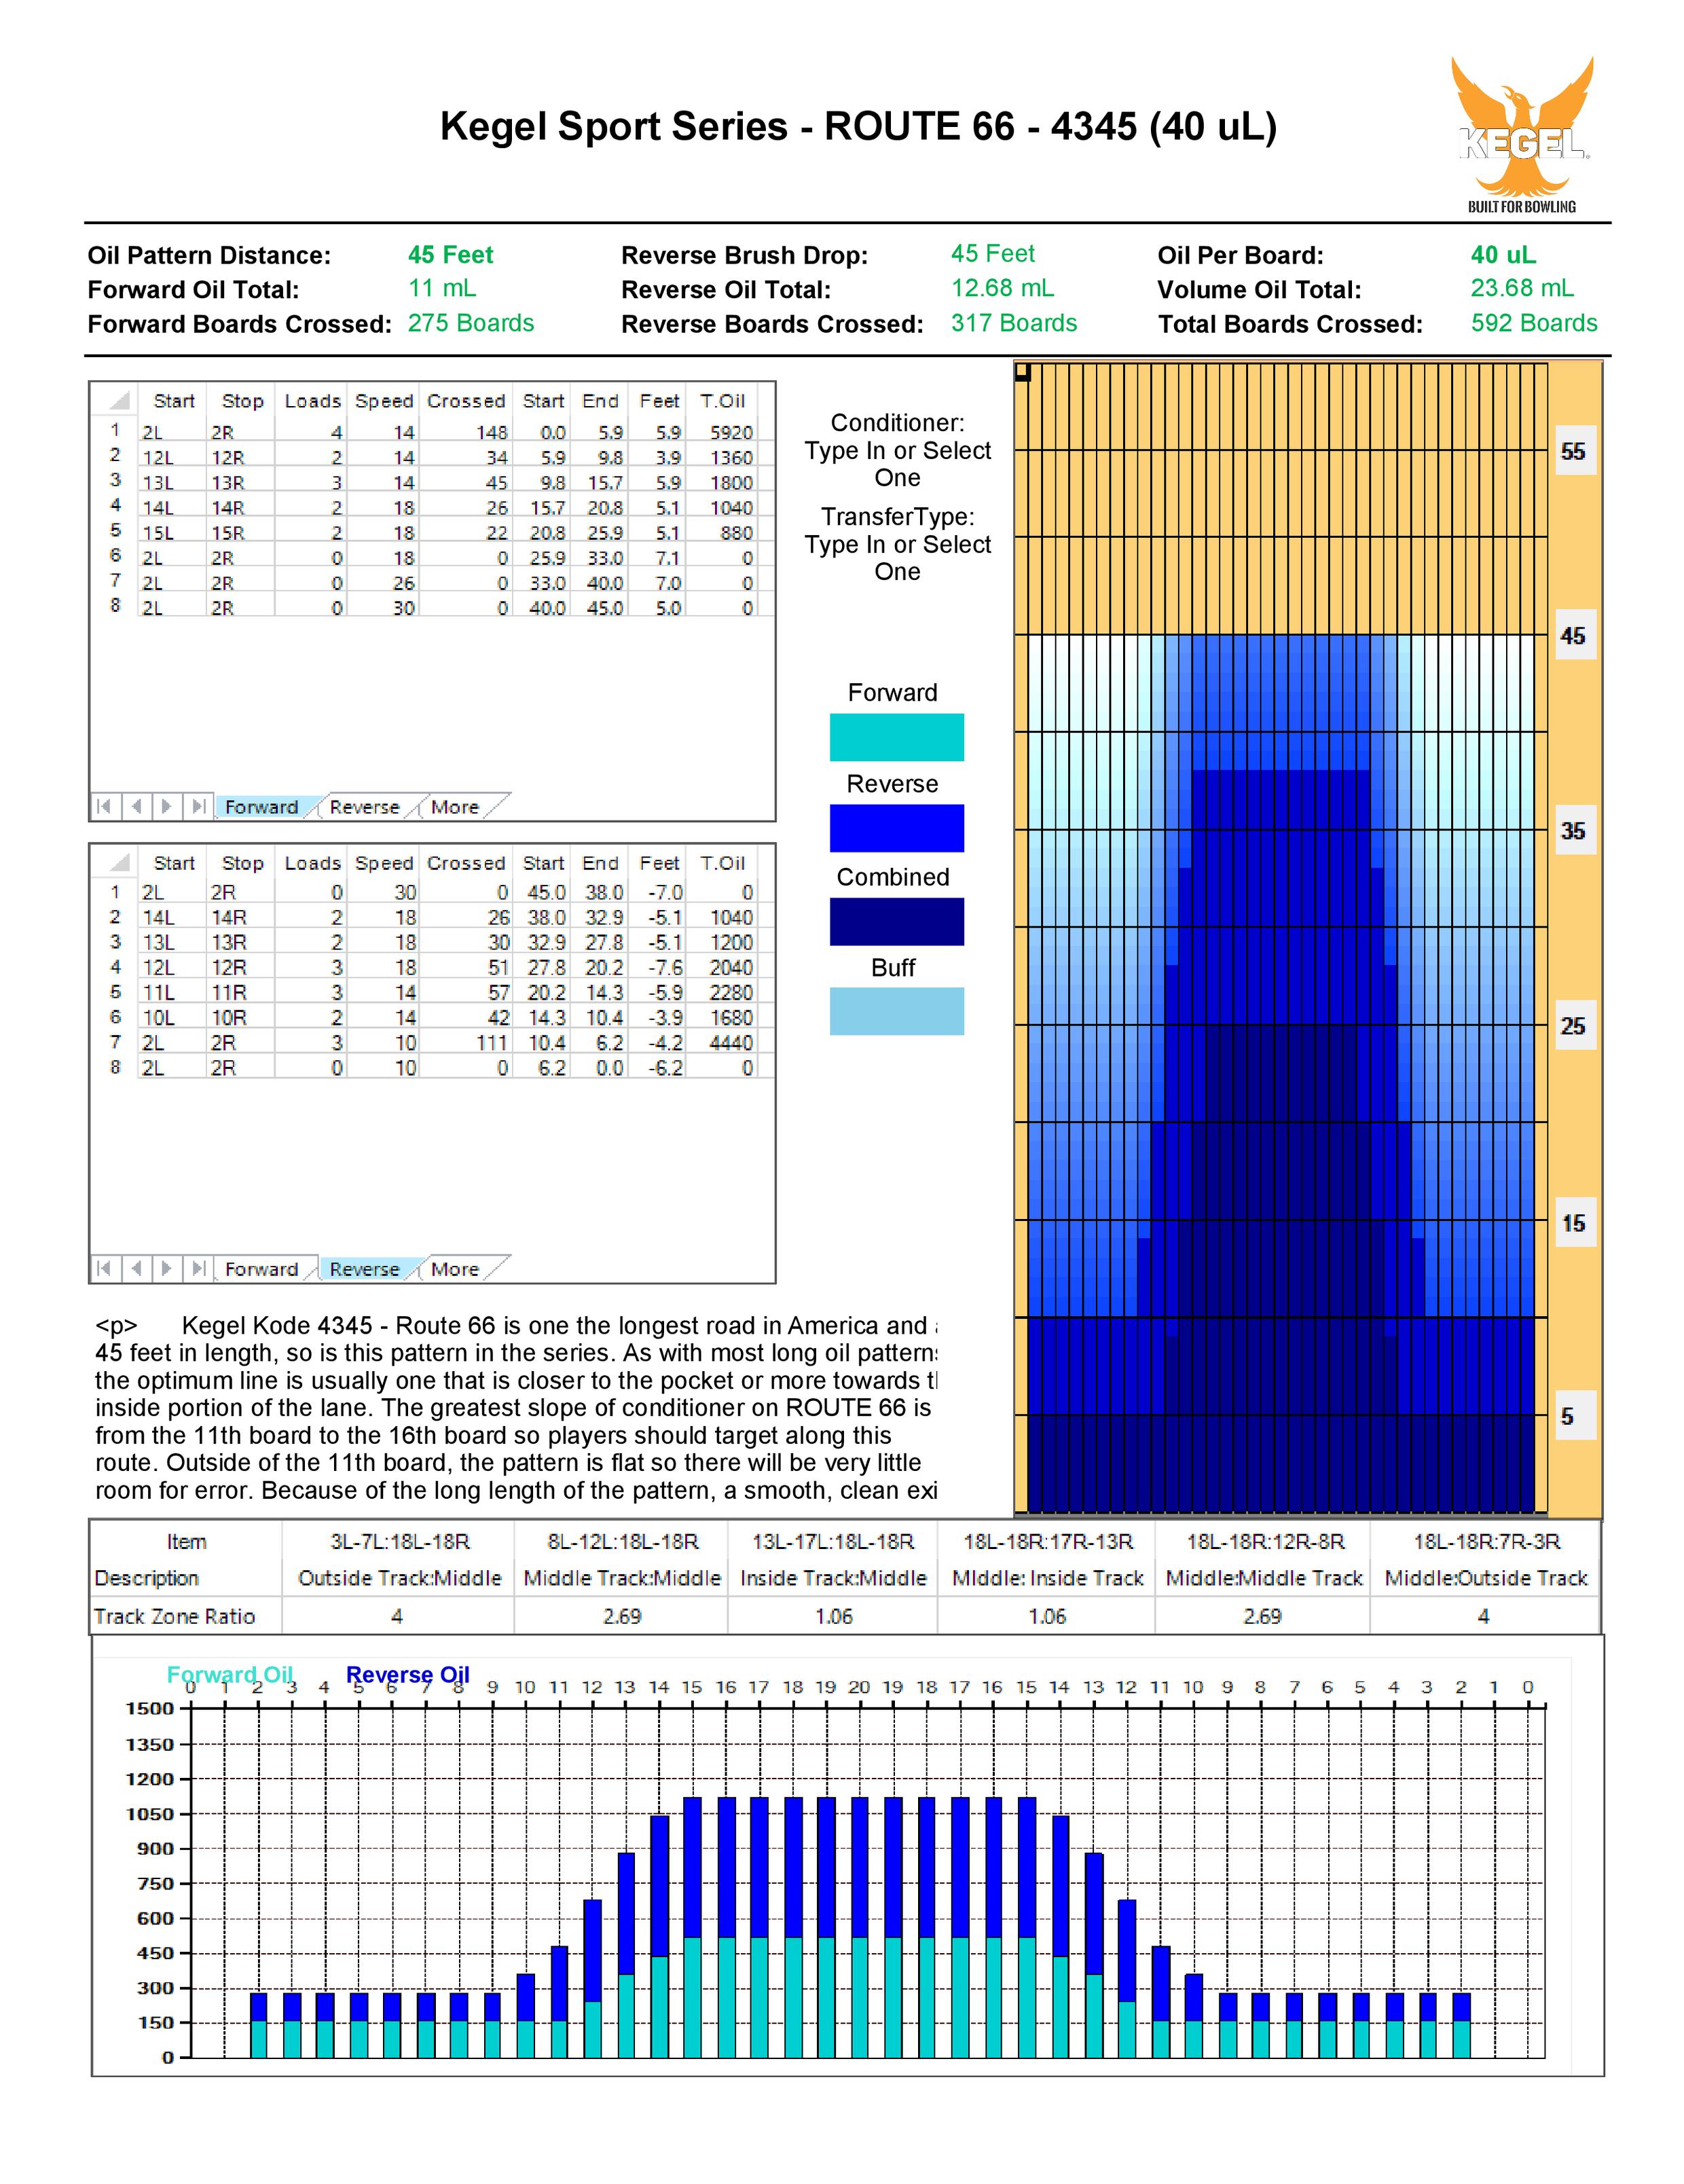 Kegel Sport Series - ROUTE 66 - 4345 (40 uL)
KEGEL
BUILT FOR BOWLING
Oil Pattern Distance: 45 Feet Reverse Brush Drop: 45 Feet Oil Per Board: 40 uL
Forward Oil Total: 11 mL Reverse Oil Total: 12.68 mL Volume Oil Total: 23.68 mL
Forward Boards Crossed: 275 Boards Reverse Boards Crossed: 317 Boards Total Boards Crossed: 592 Boards
Start Stop Loads Speed Crossed Start End Feet T.Oil
1 2L 2R 4 14 148 0.0 5.9 5.9 5920
2 12L 12R 2 14 34 5.9 9.8 3.9 1360
3 13L 13R 3 14 45 9.8 15.7 5.9 1800
4 14L 14R 2 18 26 15.7 20.8 5.1 1040
5 15L 15R 2 18 22 20.8 25.9 5.1 880
6 2L 2R 0 18 0 25.9 33.0 7.1 0
7 2L 2R 0 26 0 33.0 40.0 7.0 0
8 2L 2R 0 30 0 40.0 45.0 5.0 0
Forward Reverse More
Start Stop Loads Speed Crossed Start End Feet T.Oil
1 2L 2R 0 30 0 45.0 38.0 -7.0 0
2 14L 14R 2 18 26 38.0 32.9 -5.1 1040
3 13L 13R 2 18 30 32.9 27.8 -5.1 1200
4 12L 12R 3 18 51 27.8 20.2 -7.6 2040
5 11L 11R 3 14 57 20.2 14.3 -5.9 2280
6 10L 10R 2 14 42 14.3 10.4 -3.9 1680
7 2L 2R 3 10 111 10.4 6.2 -4.2 4440
8 2L 2R 0 10 0 6.2 0.0 -6.2 0
Forward Reverse More
Conditioner:
Type In or Select
One
TransferType:
Type In or Select
One
Forward
Reverse
Combined
Buff
55
45
35
25
15
5
<p> Kegel Kode 4345 - Route 66 is one the longest road in America and
45 feet in length, so is this pattern in the series. As with most long oil patterns
the optimum line is usually one that is closer to the pocket or more towards
inside portion of the lane. The greatest slope of conditioner on ROUTE 66 is
from the 11th board to the 16th board so players should target along this
route. Outside of the 11th board, the pattern is flat so there will be very little
room for error. Because of the long length of the pattern, a smooth, clean exi
Item 3L-7L:18L-18R 8L-12L:18L-18R 13L-17L:18L-18R 18L-18R:17R-13R 18L-18R:12R-8R 18L-18R:7R-3R
Description Outside Track:Middle Middle Track:Middle Inside Track:Middle MIddle: Inside Track Middle:Middle Track Middle:Outside Track
Track Zone Ratio 4 2.69 1.06 1.06 2.69 4
Forward Oil Reverse Oil
0 1 2 3 4 5 6 7 8 9 10 11 12 13 14 15 16 17 18 19 20 19 18 17 16 15 14 13 12 11 10 9 8 7 6 5 4 3 2 1 0
1500
1350
1200
1050
900
750
600
450
300
150
0